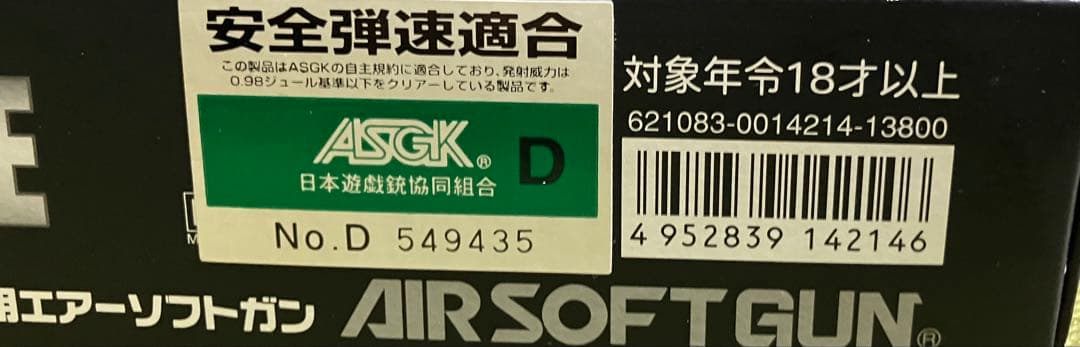 安全弾速適合
この製品はASGKの自主規約に適合しており、発射威力は
0.98ジュール基準以下をクリアーしている製品です。
ASGK® D
日本遊戯銃協同組合
No.D 549435
対象年令18才以上
621083-0014214-13800
4 952839 142146
用エアーソフトガン AIRSOFTGUN®